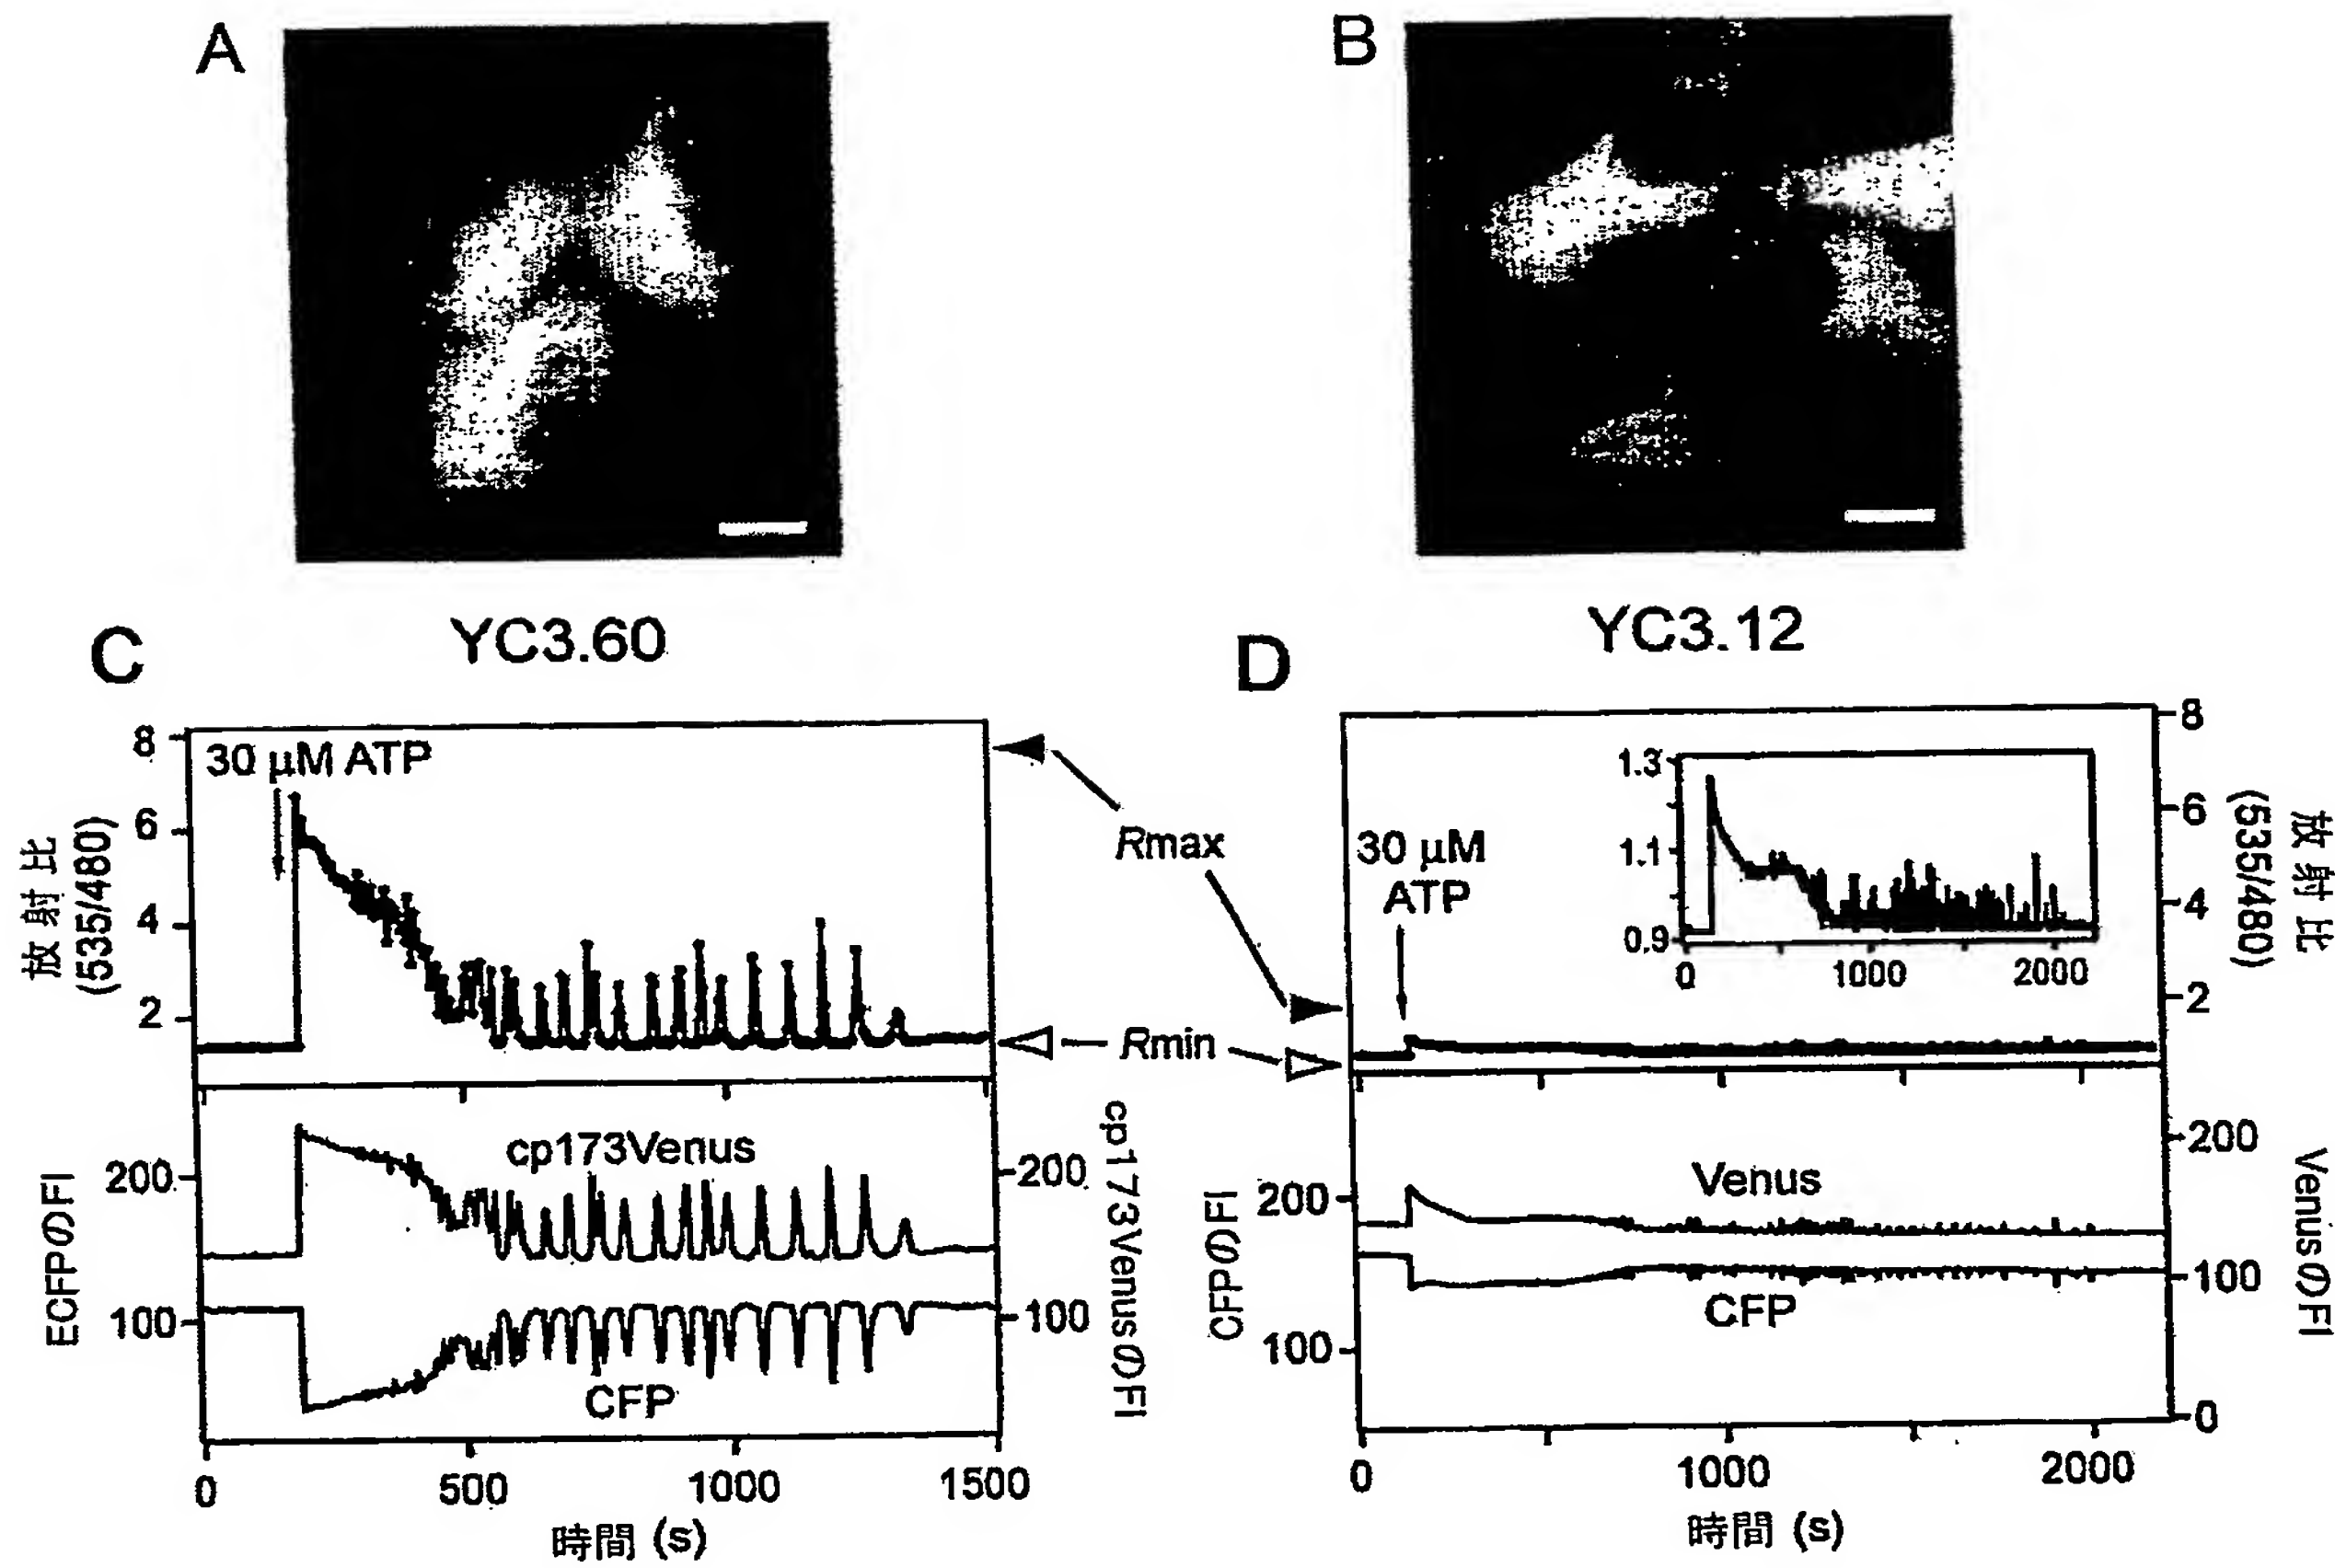 A
B
YC3.60
YC3.12
C
D
8
6
4
2
放射比
(535/480)
30 μM ATP
Rmax
Rmin
30 μM
ATP
1.3
1.1
0.9
0
1000
2000
8
6
4
2
放射比
(535/480)
cp173Venus
CFP
200
100
ECFPのFI
200
100
cp173VenusのFI
0
500
1000
1500
時間 (s)
Venus
CFP
200
100
CFPのFI
200
100
0
VenusのFI
0
1000
2000
時間 (s)